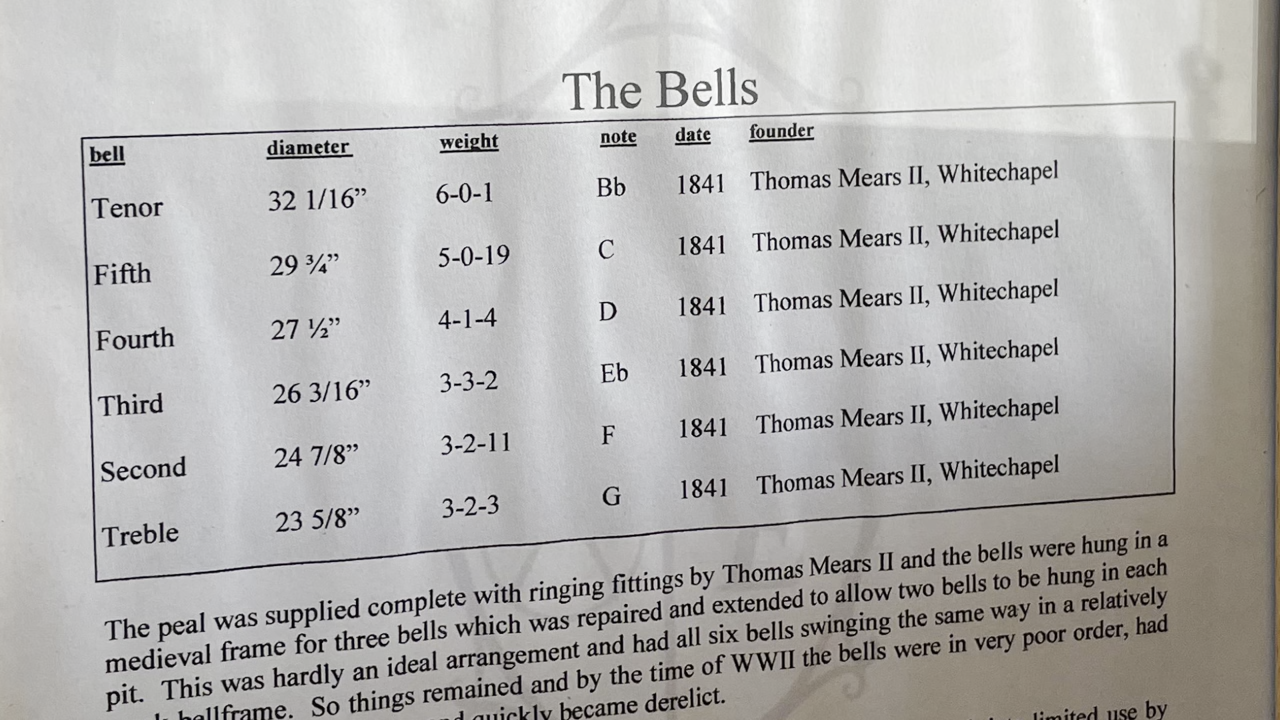 The Bells
bell diameter weight note date founder
Tenor 32 1/16” 6-0-1 Bb 1841 Thomas Mears II, Whitechapel
Fifth 29 ¾” 5-0-19 C 1841 Thomas Mears II, Whitechapel
Fourth 27 ½” 4-1-4 D 1841 Thomas Mears II, Whitechapel
Third 26 3/16” 3-3-2 Eb 1841 Thomas Mears II, Whitechapel
Second 24 7/8” 3-2-11 F 1841 Thomas Mears II, Whitechapel
Treble 23 5/8” 3-2-3 G 1841 Thomas Mears II, Whitechapel
The peal was supplied complete with ringing fittings by Thomas Mears II and the bells were hung in a
medieval frame for three bells which was repaired and extended to allow two bells to be hung in each
pit. This was hardly an ideal arrangement and had all six bells swinging the same way in a relatively
bellframe. So things remained and by the time of WWII the bells were in very poor order, had
quickly became derelict.
limited use by